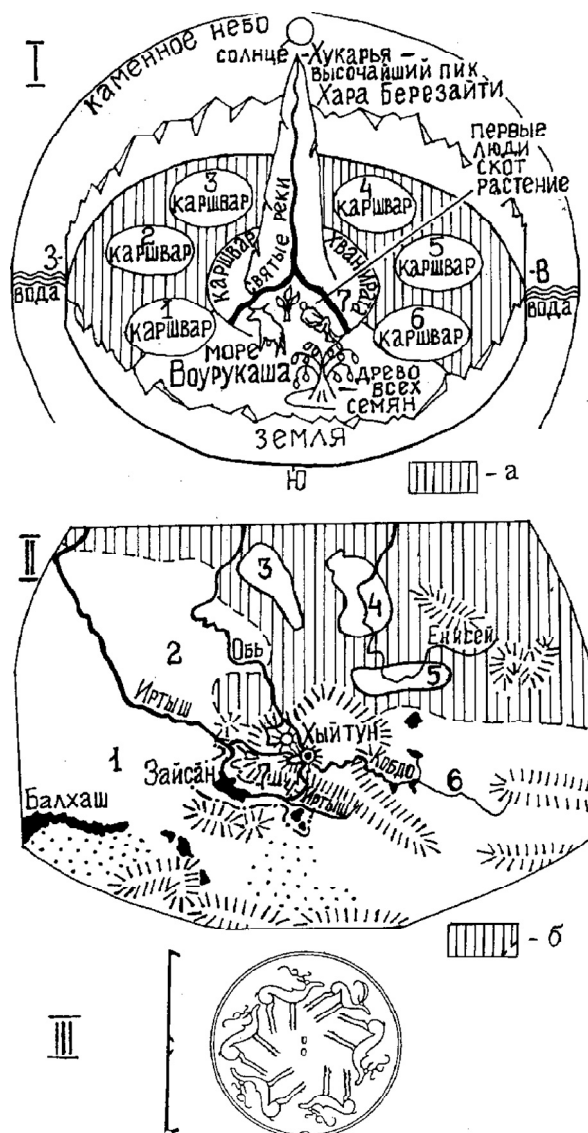 I
каменное небо
солнце
Хукарья –
высочайший пик
Хара Березайти
первые
люди
скот
растение
3
каршвар
4
каршвар
2
каршвар
5
каршвар
1
каршвар
6
каршвар
каршвар
святые реки
Хванирата
7
З-
вода
-В
вода
море
Воурукаша
древо
всех
семян
земля
Ю
- а
II
3
4
5
2
Обь
Енисей
Иртыш
Хыйтун
1
Зайсан
Кобдо
6
Иртыш
Балхаш
- б
III